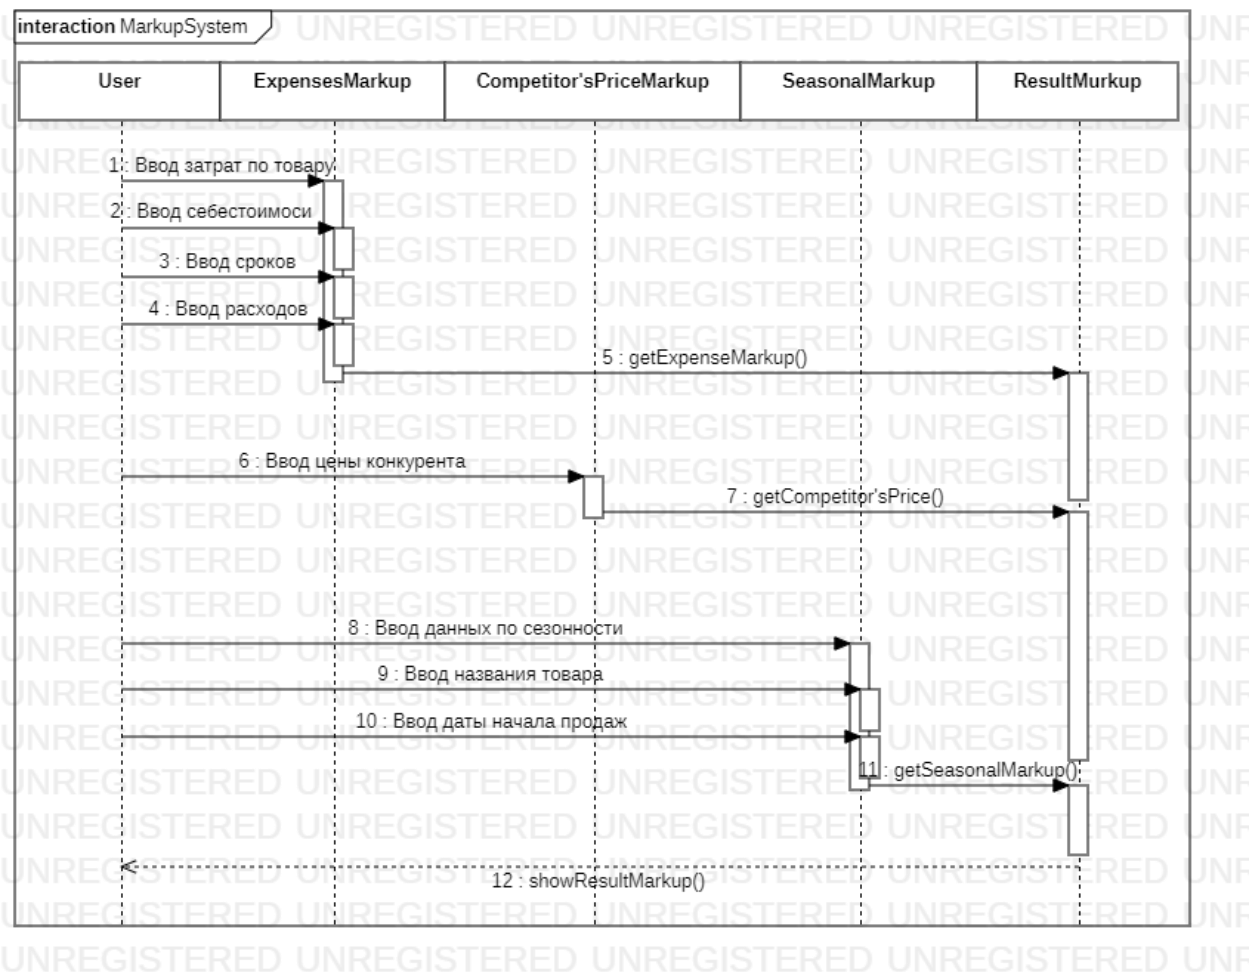 interaction MarkupSystem
User
ExpensesMarkup
Competitor'sPriceMarkup
SeasonalMarkup
ResultMurkup
1 : Ввод затрат по товару
2 : Ввод себестоимоси
3 : Ввод сроков
4 : Ввод расходов
5 : getExpenseMarkup()
6 : Ввод цены конкурента
7 : getCompetitor'sPrice()
8 : Ввод данных по сезонности
9 : Ввод названия товара
10 : Ввод даты начала продаж
11 : getSeasonalMarkup()
12 : showResultMarkup()
UNREGISTERED